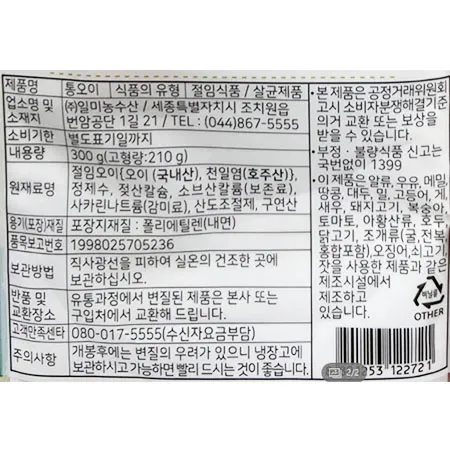 제품명 통오이 식품의 유형 절임식품 / 살균제품
업소명 및 소재지 ㈜일미농수산 / 세종특별자치시 조치원읍
번암공단 1길 21 / TEL : (044)867-5555
소비기한 별도표기일까지
내용량 300 g(고형량:210 g)
원재료명 절임오이{오이(국내산), 천일염(호주산)},
정제수, 젖산칼슘, 소브산칼륨(보존료),
사카린나트륨(감미료), 산도조절제, 구연산
용기(포장)재질 포장지재질 : 폴리에틸렌(내면)
품목보고번호 1998025705236
보관방법 직사광선을 피하여 실온의 건조한 곳에
보관하십시오.
반품 및 교환장소 유통과정에서 변질된 제품은 본사 또는
구입처에서 교환해 드립니다.
고객만족센타 080-017-5555(수신자요금부담)
주의사항 개봉후에는 변질의 우려가 있으니 냉장고에
보관하시고 가능하면 빨리 드시는 것이 좋습니다.
• 본 제품은 공정거래위원회
고시 소비자분쟁해결기준
의거 교환 또는 보상을
받을 수 있습니다.
• 부정 · 불량식품 신고는
국번없이 1399
• 이 제품은 알류, 우유, 메밀,
땅콩, 대두, 밀, 고등어, 게,
새우, 돼지고기, 복숭아,
토마토, 아황산류, 호두,
닭고기, 조개류(굴, 전복,
홍합포함), 오징어, 쇠고기,
잣을 사용한 제품과 같은
제조시설에서
제조하고
있습니다.
비닐류
OTHER
2/2
53 122721